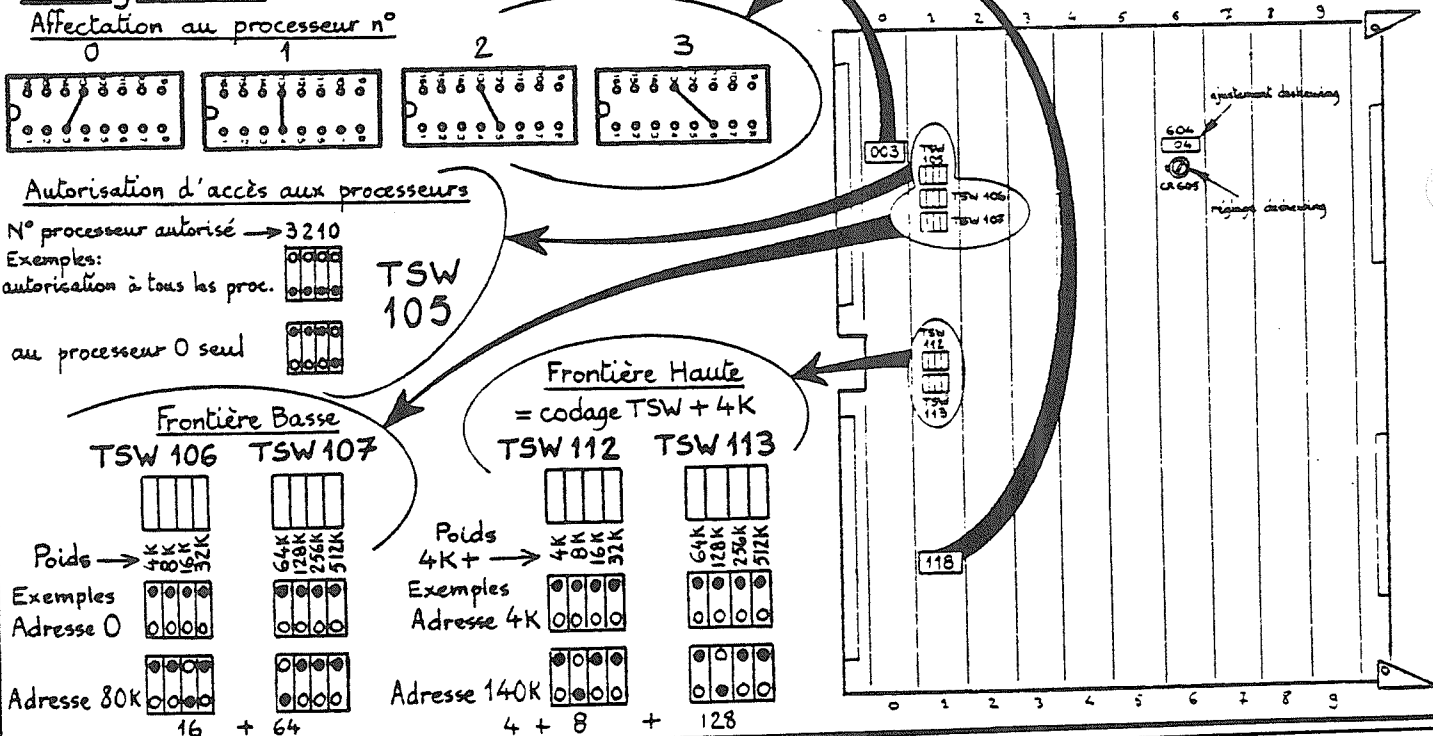 Affectation au processeur n°
0 1 2 3
Autorisation d'accès aux processeurs
N° processeur autorisé → 3210
Exemples:
autorisation à tous les proc.
au processeur 0 seul
TSW
105
Frontière Basse
TSW 106 TSW 107
Poids → 4K 8K 16K 32K 64K 128K 256K 512K
Exemples
Adresse 0
Adresse 80K
16 + 64
Frontière Haute
= codage TSW + 4K
TSW 112 TSW 113
Poids
4K+ → 4K 8K 16K 32K 64K 128K 256K 512K
Exemples
Adresse 4K
Adresse 140K
4 + 8 + 128
0 1 2 3 4 5 6 7 8 9
003
TSW
105
TSW 106
TSW 107
TSW
112
TSW
113
118
ajustement deskewing
604
04
CR 605
réglage deskewing
0 1 2 3 4 5 6 7 8 9